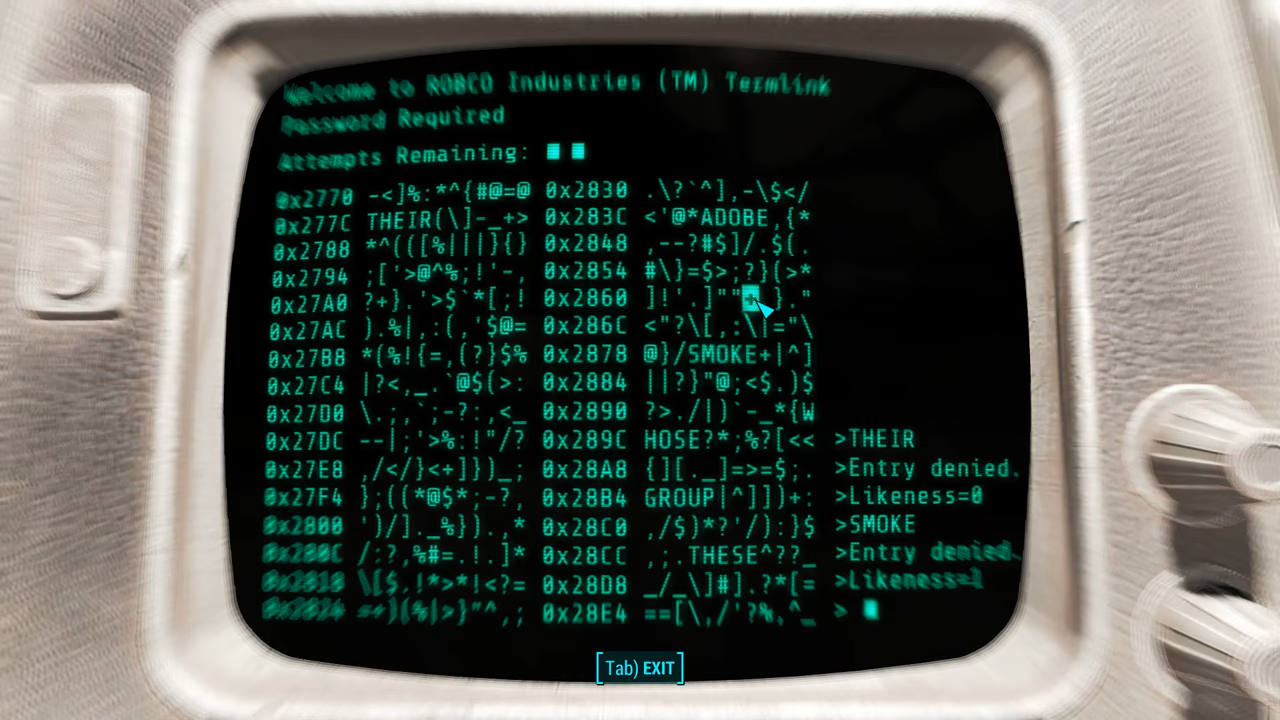 Welcome to ROBCO Industries (TM) Termlink
Password Required
Attempts Remaining: ■ ■
0x2770 -<]%:*^{#@=@ 0x2830 .\?`^],-\$</
0x277C THEIR(\]-_+> 0x283C <'@*ADOBE,{*
0x2788 *^(([%|||}{} 0x2848 ,--?#$]/.$(.
0x2794 ;['>@^%;!'-, 0x2854 #\}=$>;?}(>*
0x27A0 ?+}.'>$`*[;! 0x2860 ]!'.]""+_}."
0x27AC ).%|,:(,'$@= 0x286C <"?\[,:\|="\
0x27B8 *(%!{=,(?}$% 0x2878 @}/SMOKE+|^]
0x27C4 |?<,_.`@$(>: 0x2884 ||?}"@;<$.)$
0x27D0 \.;,`;-?:,<_ 0x2890 ?>./|)`-_*{W
0x27DC --|;'>%:!"/? 0x289C HOSE?*;%?[<< >THEIR
0x27E8 ,/</}<+]})_; 0x28A8 {][._]=>=$;. >Entry denied.
0x27F4 };((*@$*;-?, 0x28B4 GROUP|^]])+: >Likeness=0
0x2800 ')/]._%}).,* 0x28C0 ,/$)*?'/):}$ >SMOKE
0x280C /:?,%#=.!.]* 0x28CC ,;.THESE^??_ >Entry denied.
0x2818 \[$.!*>*!<?= 0x28D8 _/_\]#].?*[= >Likeness=1
0x2824 =+)(%|>}"^,; 0x28E4 ==[\,/'?%,^_ > ■
Tab) EXIT